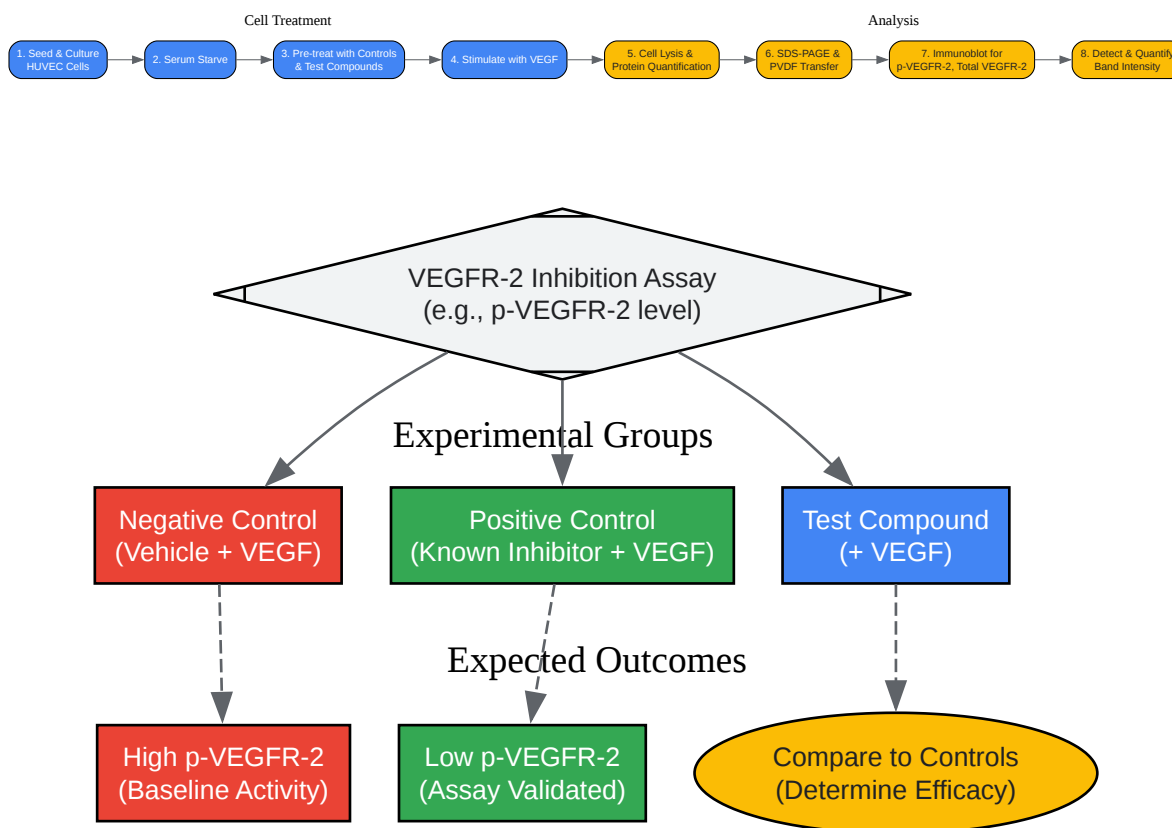 Cell Treatment
Analysis
1. Seed & Culture
HUVEC Cells
2. Serum Starve
3. Pre-treat with Controls
& Test Compounds
4. Stimulate with VEGF
5. Cell Lysis &
Protein Quantification
6. SDS-PAGE &
PVDF Transfer
7. Immunoblot for
p-VEGFR-2, Total VEGFR-2
8. Detect & Quantify
Band Intensity
VEGFR-2 Inhibition Assay
(e.g., p-VEGFR-2 level)
Experimental Groups
Negative Control
(Vehicle + VEGF)
Positive Control
(Known Inhibitor + VEGF)
Test Compound
(+ VEGF)
Expected Outcomes
High p-VEGFR-2
(Baseline Activity)
Low p-VEGFR-2
(Assay Validated)
Compare to Controls
(Determine Efficacy)